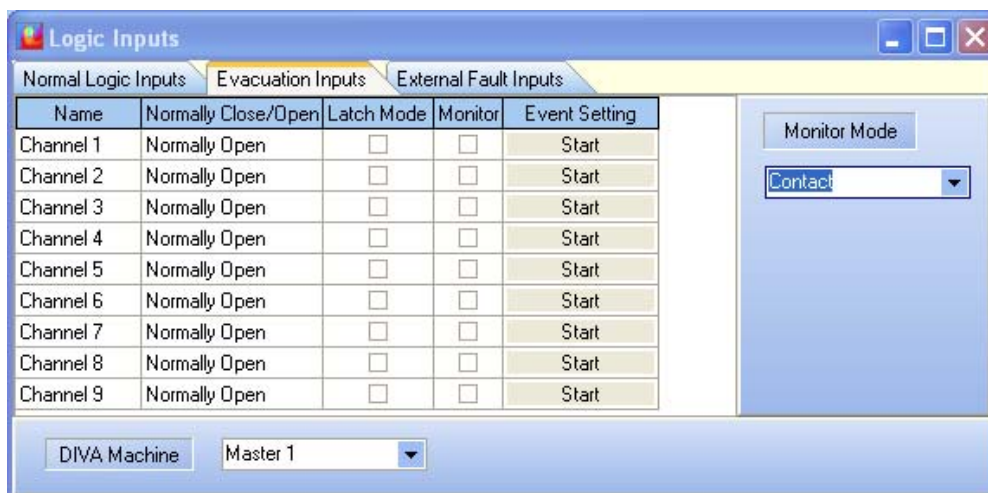 Logic Inputs
Normal Logic Inputs Evacuation Inputs External Fault Inputs
Name Normally Close/Open Latch Mode Monitor Event Setting
Channel 1 Normally Open Start
Channel 2 Normally Open Start
Channel 3 Normally Open Start
Channel 4 Normally Open Start
Channel 5 Normally Open Start
Channel 6 Normally Open Start
Channel 7 Normally Open Start
Channel 8 Normally Open Start
Channel 9 Normally Open Start
Monitor Mode
Contact
DIVA Machine Master 1